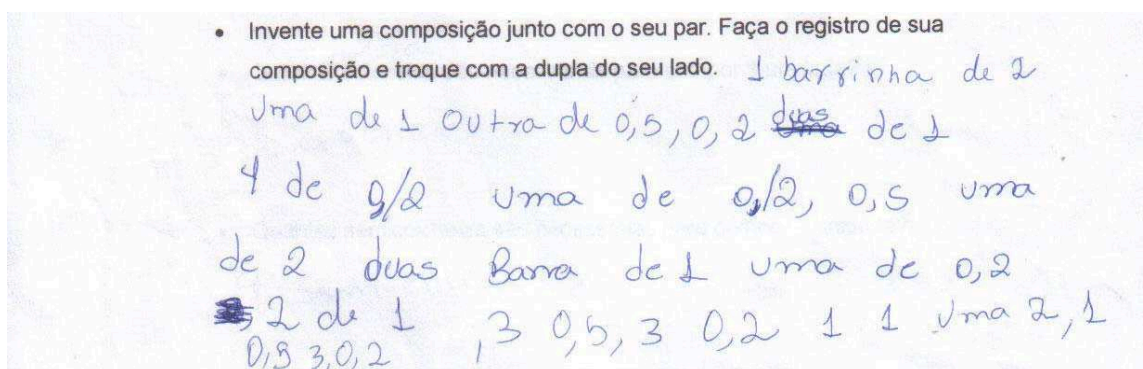 • Invente uma composição junto com o seu par. Faça o registro de sua
composição e troque com a dupla do seu lado. 1 barrinha de 2
Uma de 1 outra de 0,5, 0,2 duas de 1
4 de 0,2 uma de 0,2, 0,5 uma
de 2 duas Barra de 1 uma de 0,2
2 de 1 , 3 0,5, 3 0,2 1 1 Uma 2, 1
0,5 3,0,2